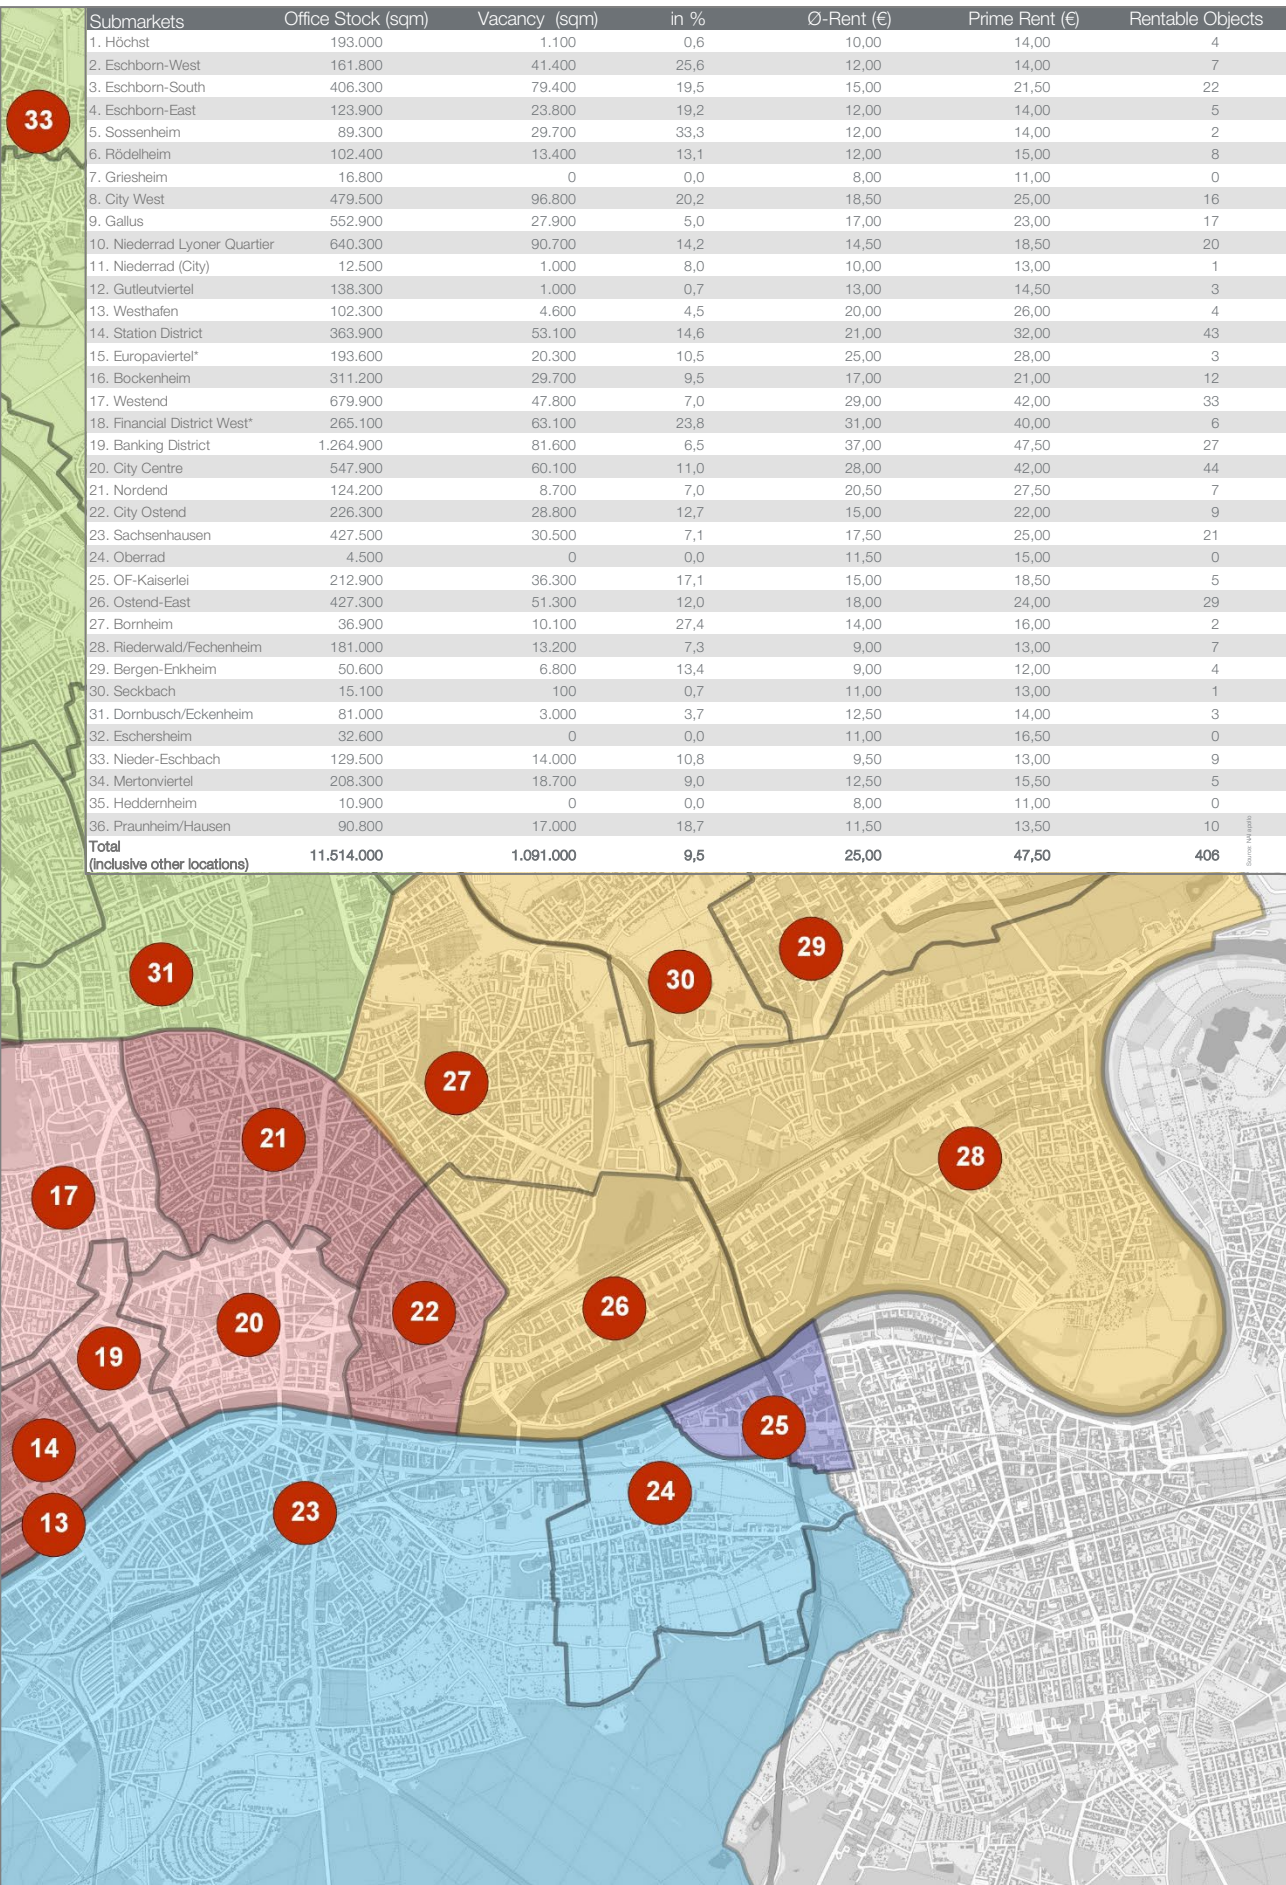 Submarkets Office Stock (sqm) Vacancy (sqm) in % Ø-Rent (€) Prime Rent (€) Rentable Objects
1. Höchst 193.000 1.100 0,6 10,00 14,00 4
2. Eschborn-West 161.800 41.400 25,6 12,00 14,00 7
3. Eschborn-South 406.300 79.400 19,5 15,00 21,50 22
4. Eschborn-East 123.900 23.800 19,2 12,00 14,00 5
5. Sossenheim 89.300 29.700 33,3 12,00 14,00 2
6. Rödelheim 102.400 13.400 13,1 12,00 15,00 8
7. Griesheim 16.800 0 0,0 8,00 11,00 0
8. City West 479.500 96.800 20,2 18,50 25,00 16
9. Gallus 552.900 27.900 5,0 17,00 23,00 17
10. Niederrad Lyoner Quartier 640.300 90.700 14,2 14,50 18,50 20
11. Niederrad (City) 12.500 1.000 8,0 10,00 13,00 1
12. Gutleutviertel 138.300 1.000 0,7 13,00 14,50 3
13. Westhafen 102.300 4.600 4,5 20,00 26,00 4
14. Station District 363.900 53.100 14,6 21,00 32,00 43
15. Europaviertel* 193.600 20.300 10,5 25,00 28,00 3
16. Bockenheim 311.200 29.700 9,5 17,00 21,00 12
17. Westend 679.900 47.800 7,0 29,00 42,00 33
18. Financial District West* 265.100 63.100 23,8 31,00 40,00 6
19. Banking District 1.264.900 81.600 6,5 37,00 47,50 27
20. City Centre 547.900 60.100 11,0 28,00 42,00 44
21. Nordend 124.200 8.700 7,0 20,50 27,50 7
22. City Ostend 226.300 28.800 12,7 15,00 22,00 9
23. Sachsenhausen 427.500 30.500 7,1 17,50 25,00 21
24. Oberrad 4.500 0 0,0 11,50 15,00 0
25. OF-Kaiserlei 212.900 36.300 17,1 15,00 18,50 5
26. Ostend-East 427.300 51.300 12,0 18,00 24,00 29
27. Bornheim 36.900 10.100 27,4 14,00 16,00 2
28. Riederwald/Fechenheim 181.000 13.200 7,3 9,00 13,00 7
29. Bergen-Enkheim 50.600 6.800 13,4 9,00 12,00 4
30. Seckbach 15.100 100 0,7 11,00 13,00 1
31. Dornbusch/Eckenheim 81.000 3.000 3,7 12,50 14,00 3
32. Eschersheim 32.600 0 0,0 11,00 16,50 0
33. Nieder-Eschbach 129.500 14.000 10,8 9,50 13,00 9
34. Mertonviertel 208.300 18.700 9,0 12,50 15,50 5
35. Heddernheim 10.900 0 0,0 8,00 11,00 0
36. Praunheim/Hausen 90.800 17.000 18,7 11,50 13,50 10
Total
(inclusive other locations) 11.514.000 1.091.000 9,5 25,00 47,50 406
Source: NAI apollo
33
29
31
30
27
21
28
17
26
22
20
19
25
14
24
23
13